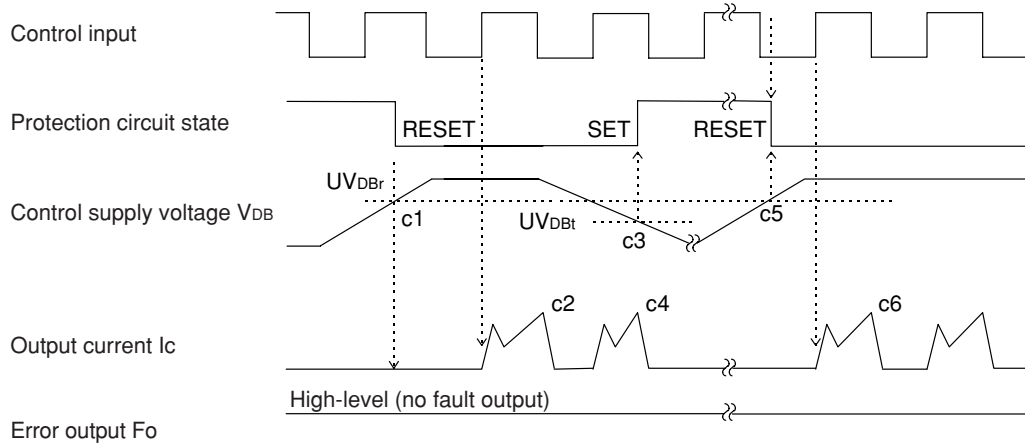 Control input
Protection circuit state
RESET
SET
RESET
UVDBr
Control supply voltage VDB
c1
UVDBt
c3
c5
c2
c4
c6
Output current Ic
High-level (no fault output)
Error output Fo